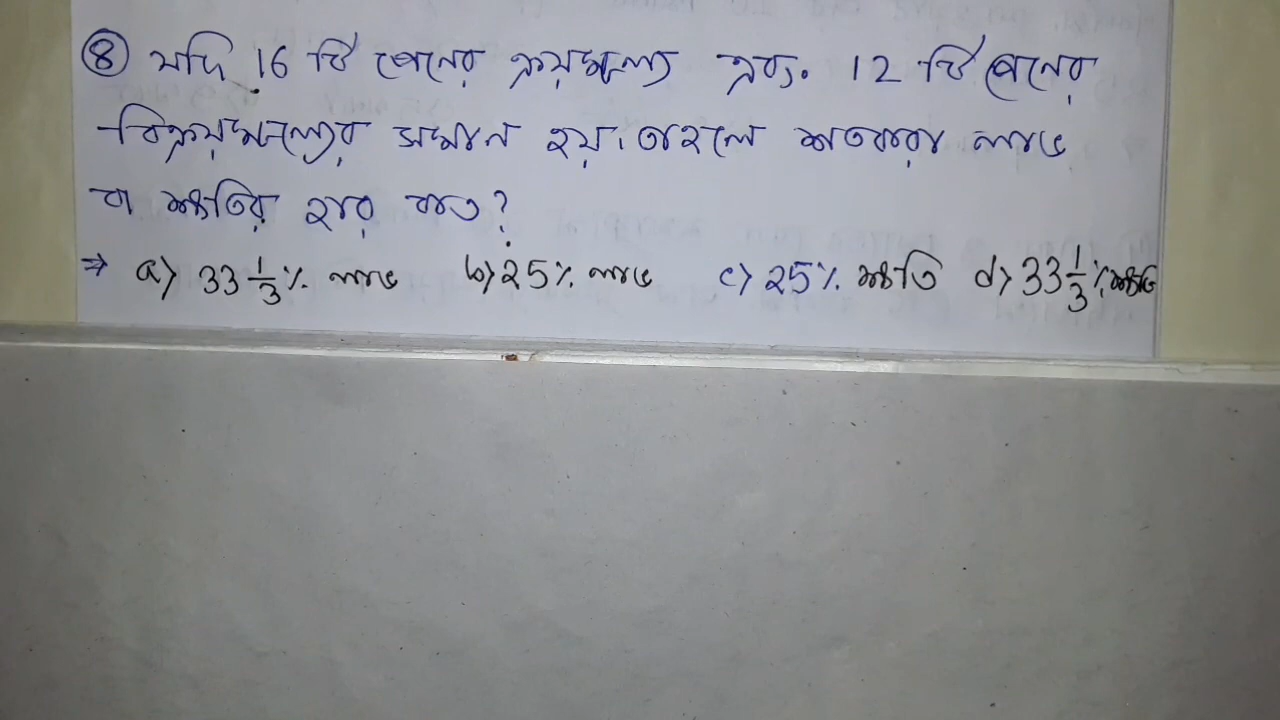 ⑧ যদি 16 টি পেনের ক্রয়মূল্য এবং 12 টি পেনের
বিক্রয়মূল্যের সমান হয়। তাহলে শতকরা লাভ
বা ক্ষতির হার কত?
⇒ a) 33 1/3 % লাভ b) 25% লাভ c) 25% ক্ষতি d) 33 1/3 % ক্ষতি